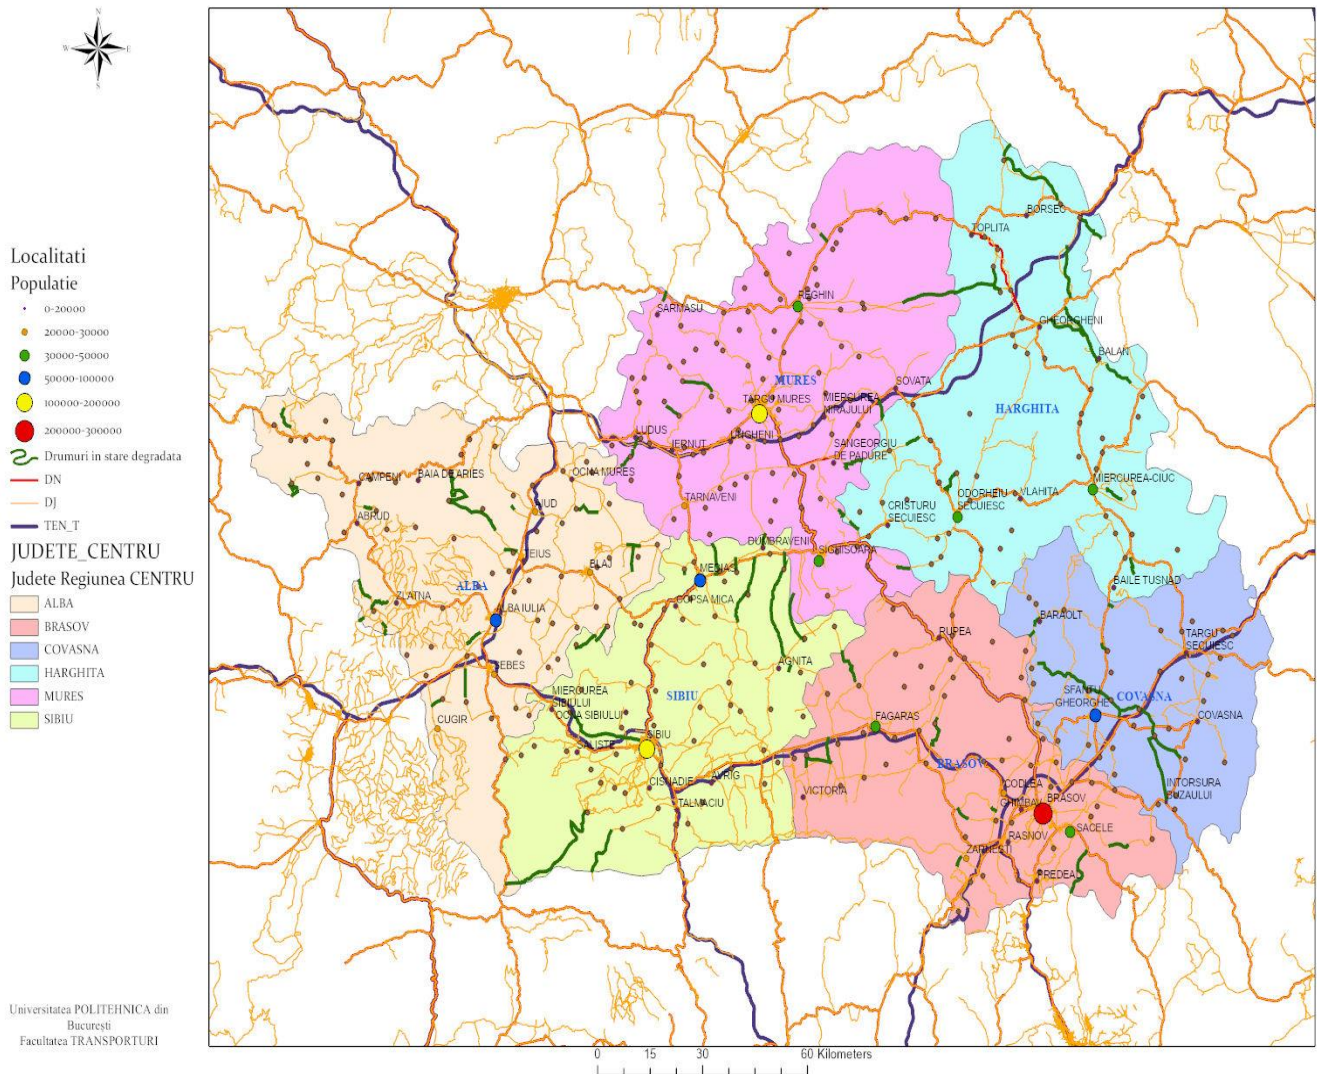 N
W
E
S
Localitati
Populatie
0-20000
20000-30000
30000-50000
50000-100000
100000-200000
200000-300000
Drumuri in stare degradata
DN
DJ
TEN_T
JUDETE_CENTRU
Judete Regiunea CENTRU
ALBA
BRASOV
COVASNA
HARGHITA
MURES
SIBIU
Universitatea POLITEHNICA din
București
Facultatea TRANSPORTURI
BORSEC
TOPLITA
REGHIN
SARMASU
GHEORGHENI
BALAN
MURES
SOVATA
TARGU MURES
MIERCUREA
NIRAJULUI
HARGHITA
LUDUS
IERNUT
UNGHENI
SANGEORGIU
DE PADURE
OCNA MURES
CAMPENI
BAIA DE ARIES
MIERCUREA-CIUC
ODORHEIU
SECUIESC
VLAHITA
CRISTURU
SECUIESC
TARNAVENI
AIUD
ABRUD
DUMBRAVENI
SIGHISOARA
TEIUS
BLAJ
MEDIAS
COPSA MICA
BAILE TUSNAD
ALBA
ZLATNA
ALBA IULIA
BARAOLT
RUPEA
TARGU
SECUIESC
SEBES
AGNITA
SIBIU
MIERCUREA
SIBIULUI
OCNA SIBIULUI
SFANTU
GHEORGHE
COVASNA
COVASNA
CUGIR
FAGARAS
SIBIU
SALISTE
BRASOV
CISNADIE
AVRIG
VICTORIA
TALMACIU
CODLEA
GHIMBAV
BRASOV
INTORSURA
BUZAULUI
SACELE
RASNOV
ZARNESTI
PREDEAL
0
15
30
60 Kilometers